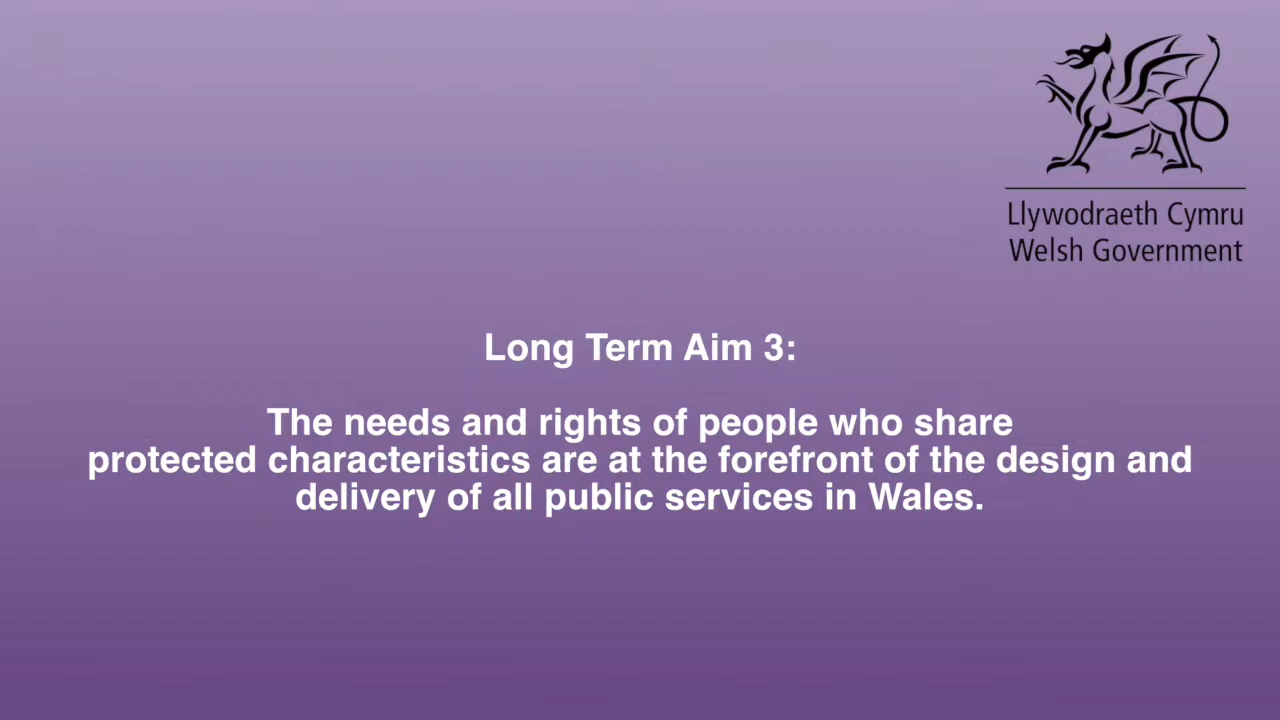 Llywodraeth Cymru
Welsh Government
Long Term Aim 3:
The needs and rights of people who share
protected characteristics are at the forefront of the design and
delivery of all public services in Wales.